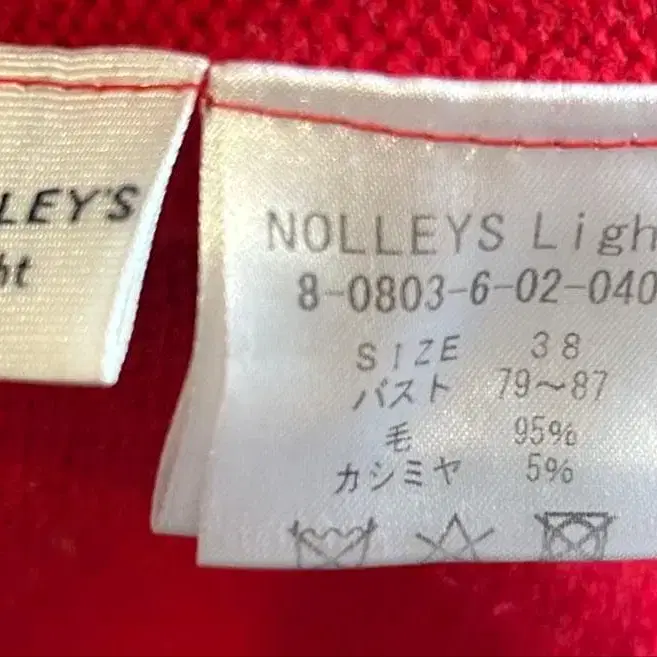 LEY'S
ht
NOLLEYS Ligh
8-0803-6-02-040
SIZE 38
バスト 79～87
毛 95%
カシミヤ 5%